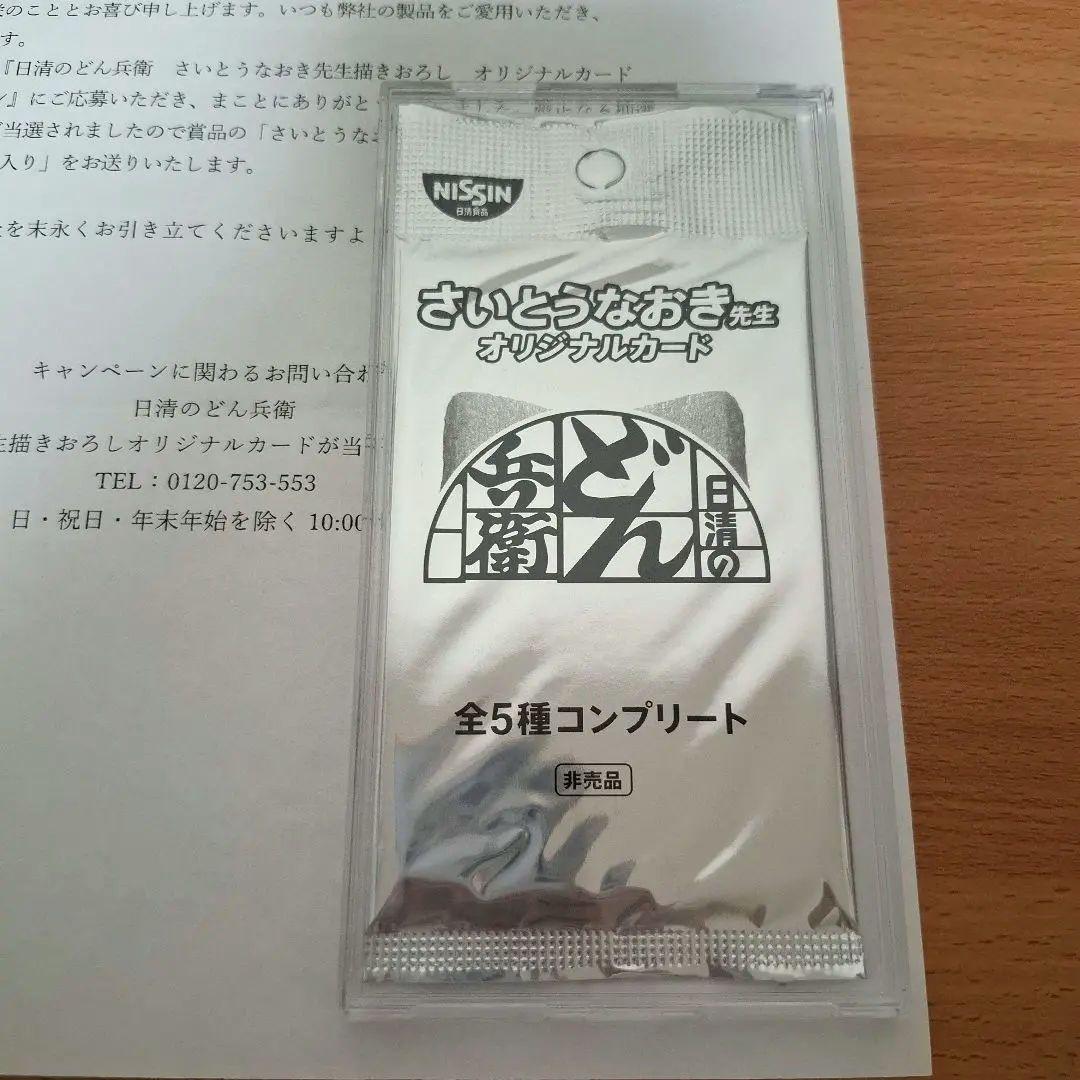 のこととお喜び申し上げます。いつも弊社の製品をご愛用いただき、
す。
『日清のどん兵衛 さいとうなおき先生描きおろし オリジナルカード
ン』にご応募いただき、まことにありがと
当選されましたので賞品の「さいとうな
入り」をお送りいたします。
を末永くお引き立てくださいますよ
キャンペーンに関わるお問い合わ
日清のどん兵衛
描きおろしオリジナルカードが当
TEL:0120-753-553
日・祝日・年末年始を除く 10:00
NISSIN
日清食品
さいとうなおき先生
オリジナルカード
日清の
どん
兵衛
全5種コンプリート
非売品